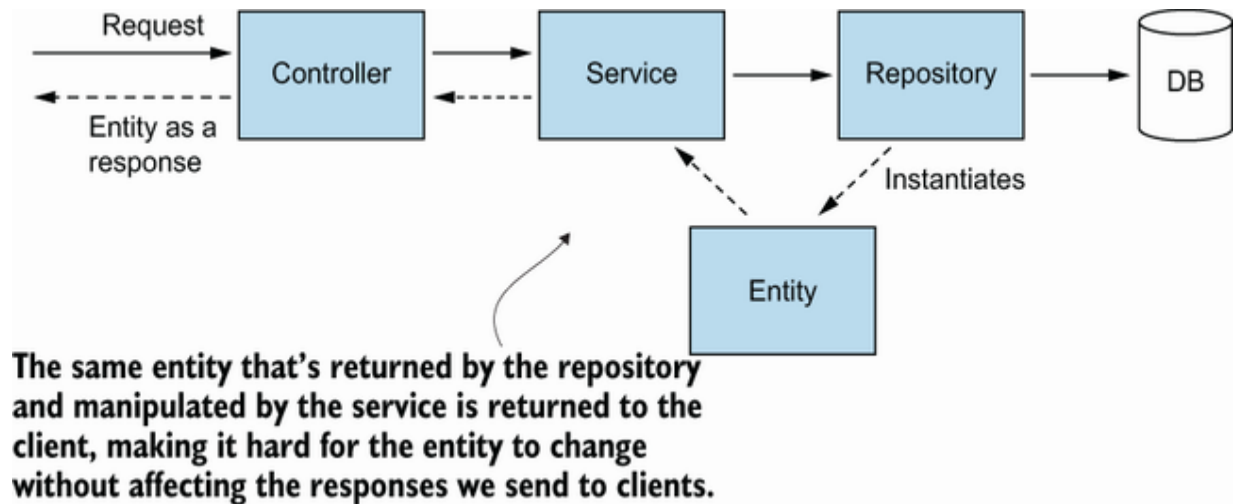 Request
Controller
Service
Repository
DB
Entity as a
response
Instantiates
Entity
The same entity that's returned by the repository
and manipulated by the service is returned to the
client, making it hard for the entity to change
without affecting the responses we send to clients.